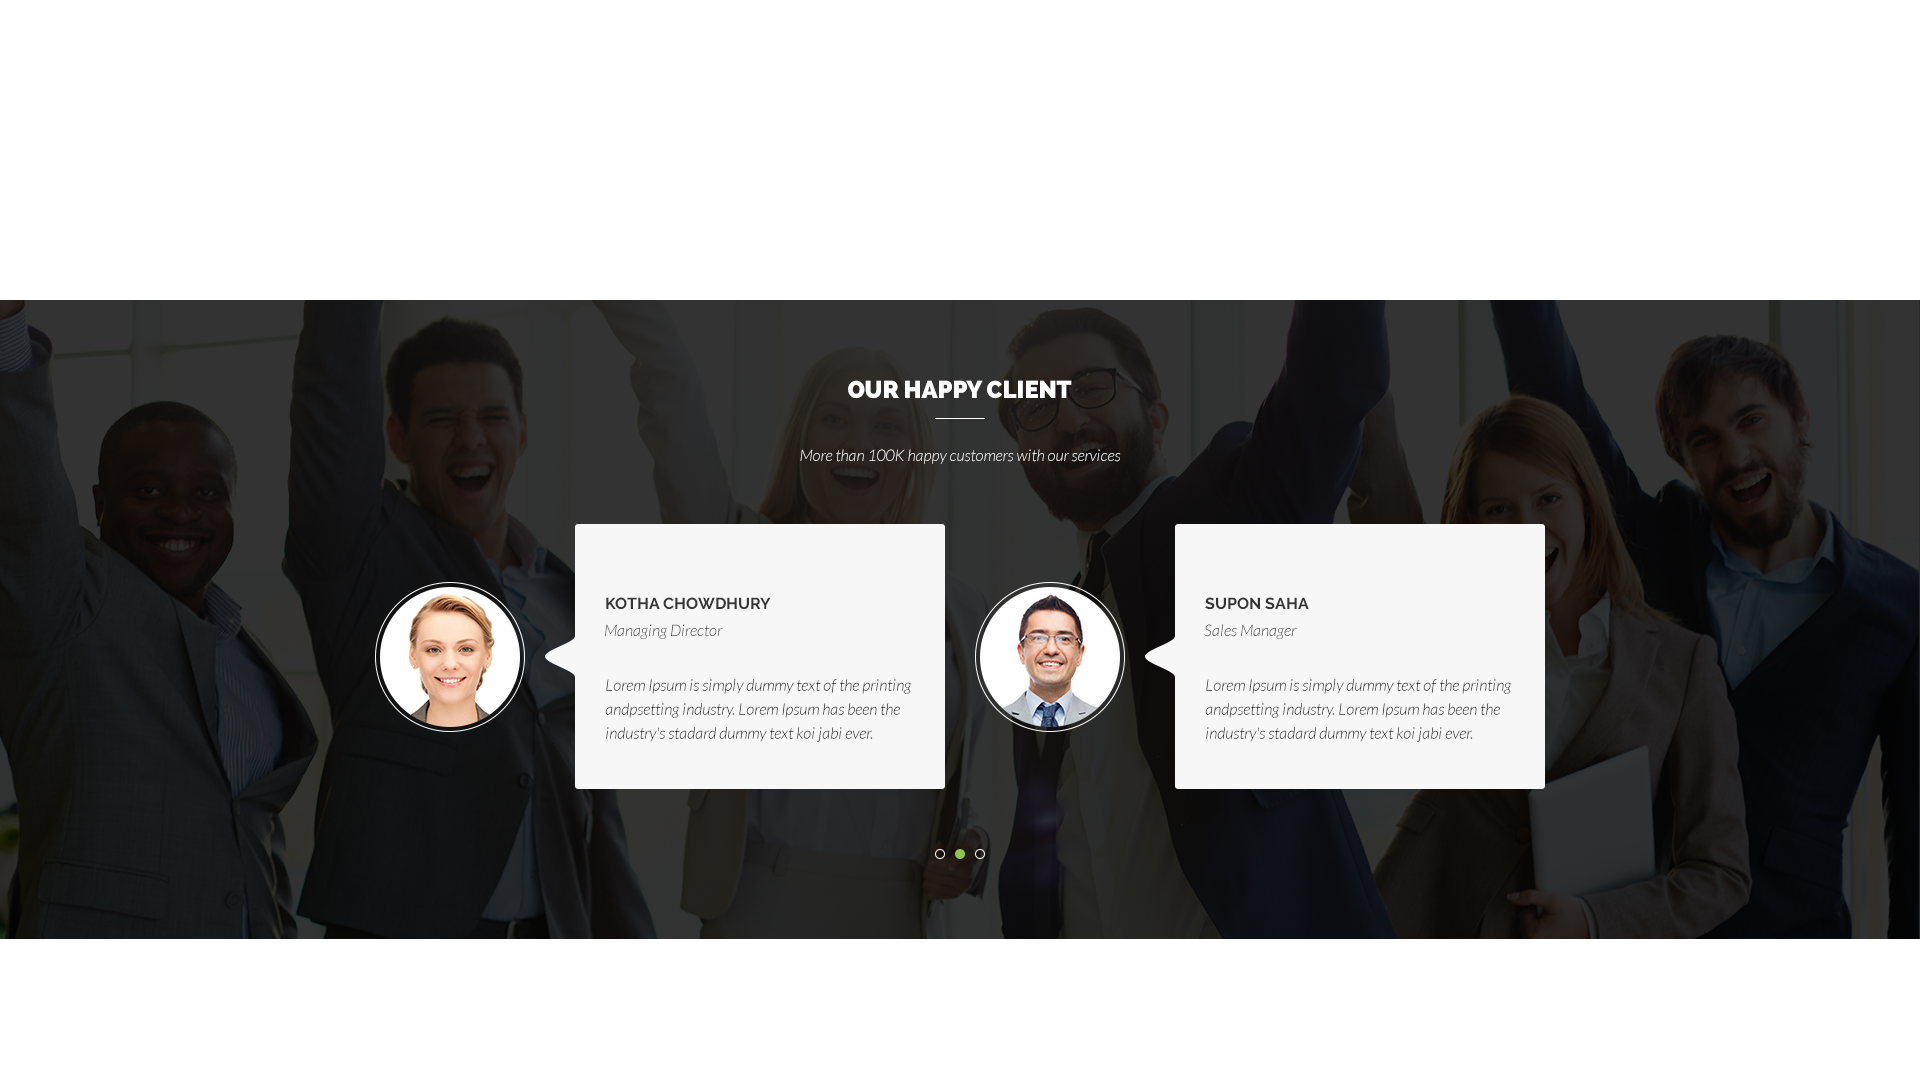 OUR HAPPY CLIENT
More than 100K happy customers with our services
KOTHA CHOWDHURY
Managing Director
Lorem Ipsum is simply dummy text of the printing
andpsetting industry. Lorem Ipsum has been the
industry's stadard dummy text koi jabi ever.
SUPON SAHA
Sales Manager
Lorem Ipsum is simply dummy text of the printing
andpsetting industry. Lorem Ipsum has been the
industry's stadard dummy text koi jabi ever.